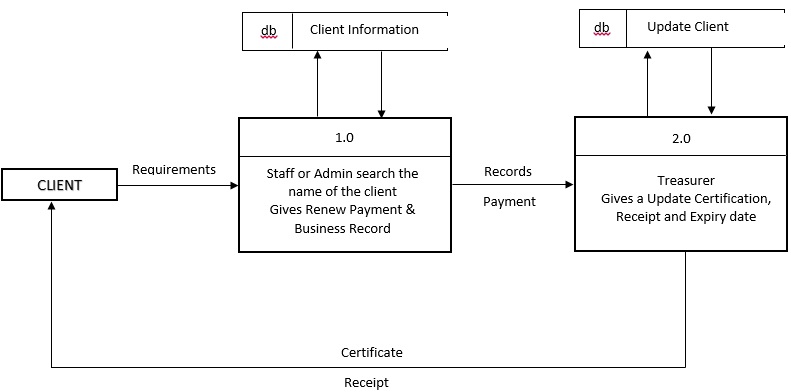 db
Client Information
db
Update Client
1.0
2.0
CLIENT
Requirements
Staff or Admin search the
name of the client
Gives Renew Payment &
Business Record
Records
Payment
Treasurer
Gives a Update Certification,
Receipt and Expiry date
Certificate
Receipt